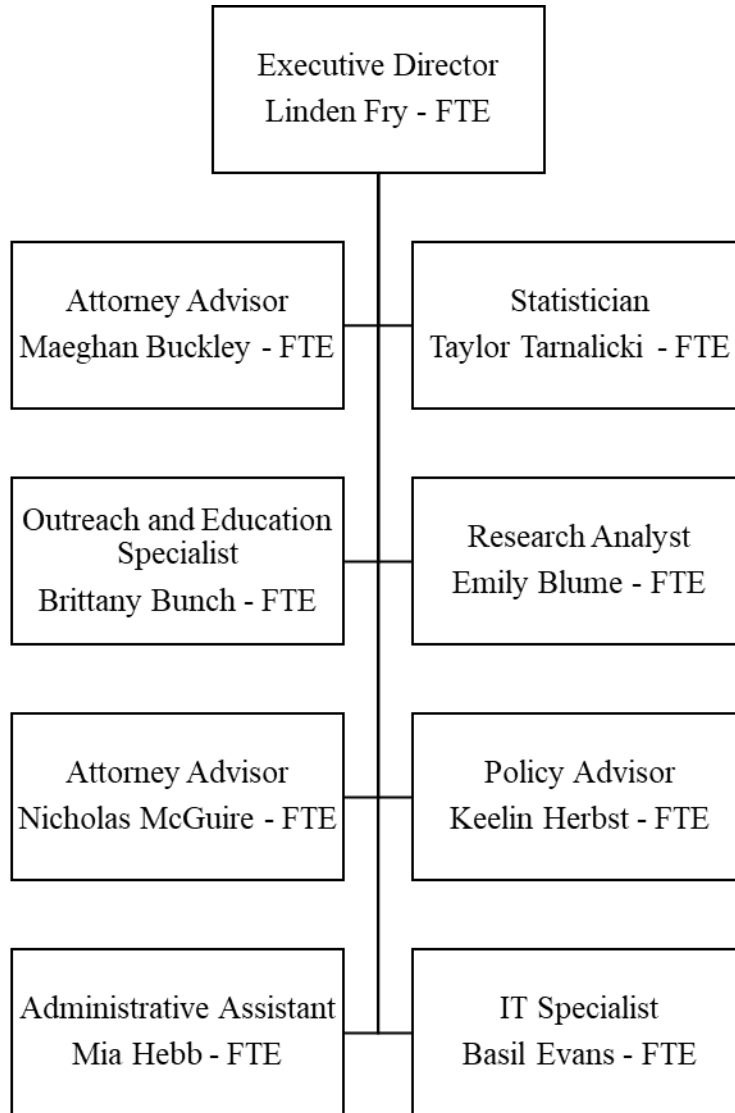 Executive Director
Linden Fry - FTE
Attorney Advisor
Maeghan Buckley - FTE
Statistician
Taylor Tarnalicki - FTE
Outreach and Education
Specialist
Brittany Bunch - FTE
Research Analyst
Emily Blume - FTE
Attorney Advisor
Nicholas McGuire - FTE
Policy Advisor
Keelin Herbst - FTE
Administrative Assistant
Mia Hebb - FTE
IT Specialist
Basil Evans - FTE